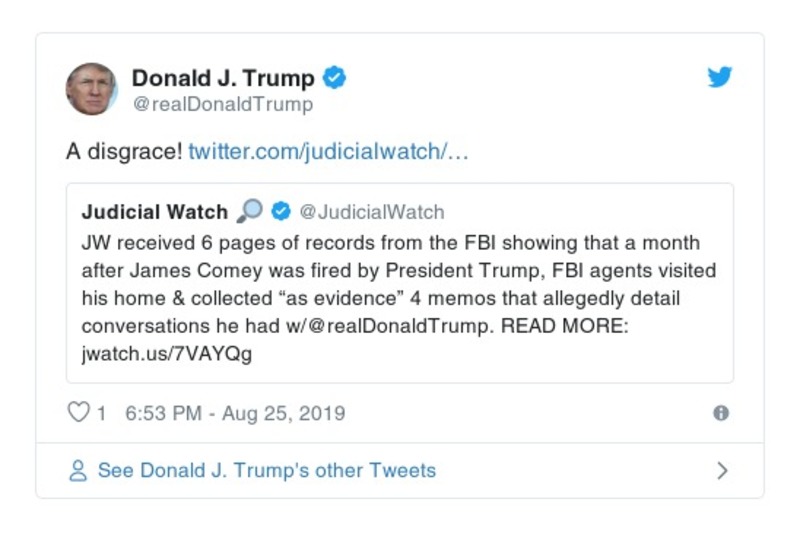 Donald J. Trump
@realDonaldTrump
A disgrace! twitter.com/judicialwatch/…
Judicial Watch 🔎 @JudicialWatch
JW received 6 pages of records from the FBI showing that a month
after James Comey was fired by President Trump, FBI agents visited
his home & collected “as evidence” 4 memos that allegedly detail
conversations he had w/@realDonaldTrump. READ MORE:
jwatch.us/7VAYQg
1 6:53 PM - Aug 25, 2019
See Donald J. Trump's other Tweets